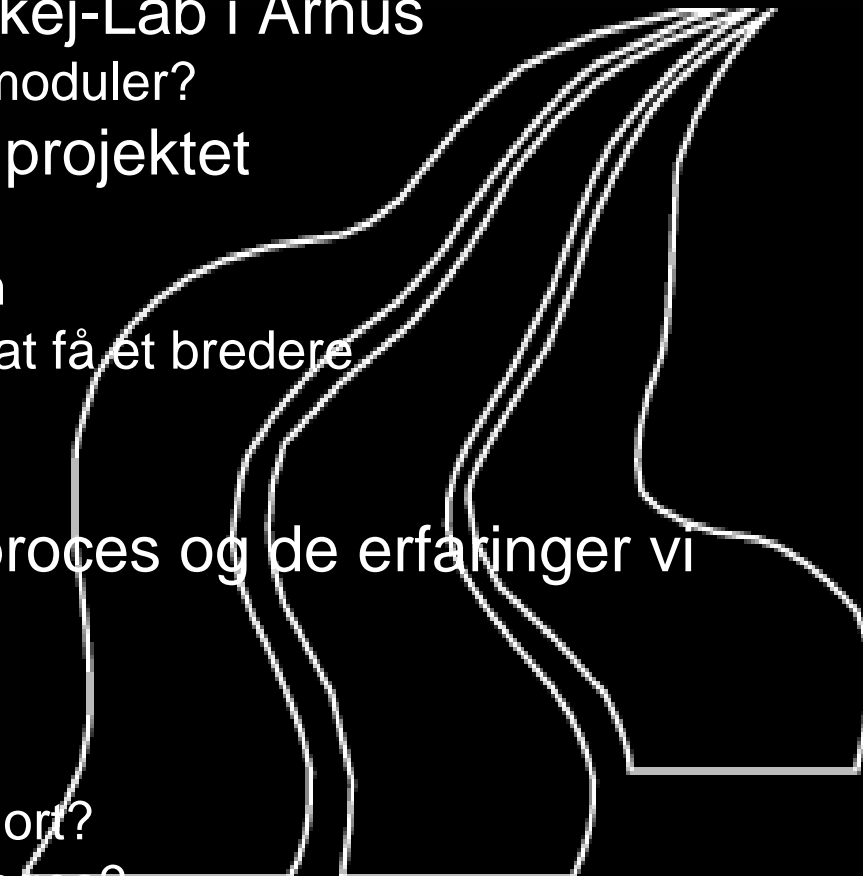 kej-Lab i Århus
moduler?
projektet
at få et bredere
proces og de erfaringer vi
ort?